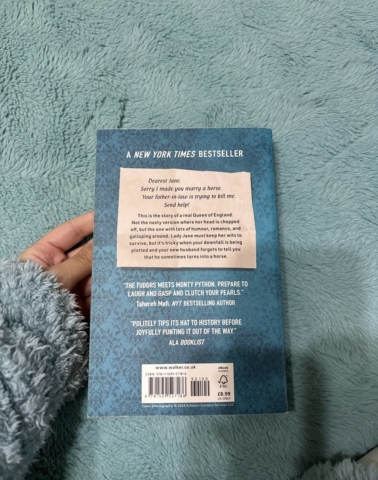 A NEW YORK TIMES BESTSELLER
Dearest Jane,
Sorry I made you marry a horse.
Your father-in-law is trying to kill me.
Send help!
This is the story of a real Queen of England.
Not the nasty version where her head is chopped
off, but the one with lots of humour, romance, and
galloping around. Lady Jane must keep her wits to
survive, but it's tricky when your downfall is being
plotted and your new husband forgets to tell you
that he sometimes turns into a horse.
"THE TUDORS MEETS MONTY PYTHON. PREPARE TO
LAUGH AND GASP AND CLUTCH YOUR PEARLS."
Tahereh Mafi, NYT BESTSELLING AUTHOR
"POLITELY TIPS ITS HAT TO HISTORY BEFORE
JOYFULLY PUNTING IT OUT OF THE WAY."
ALA BOOKLIST
www.walker.co.uk
ebook
available
FSC
£8.99
UK ONLY